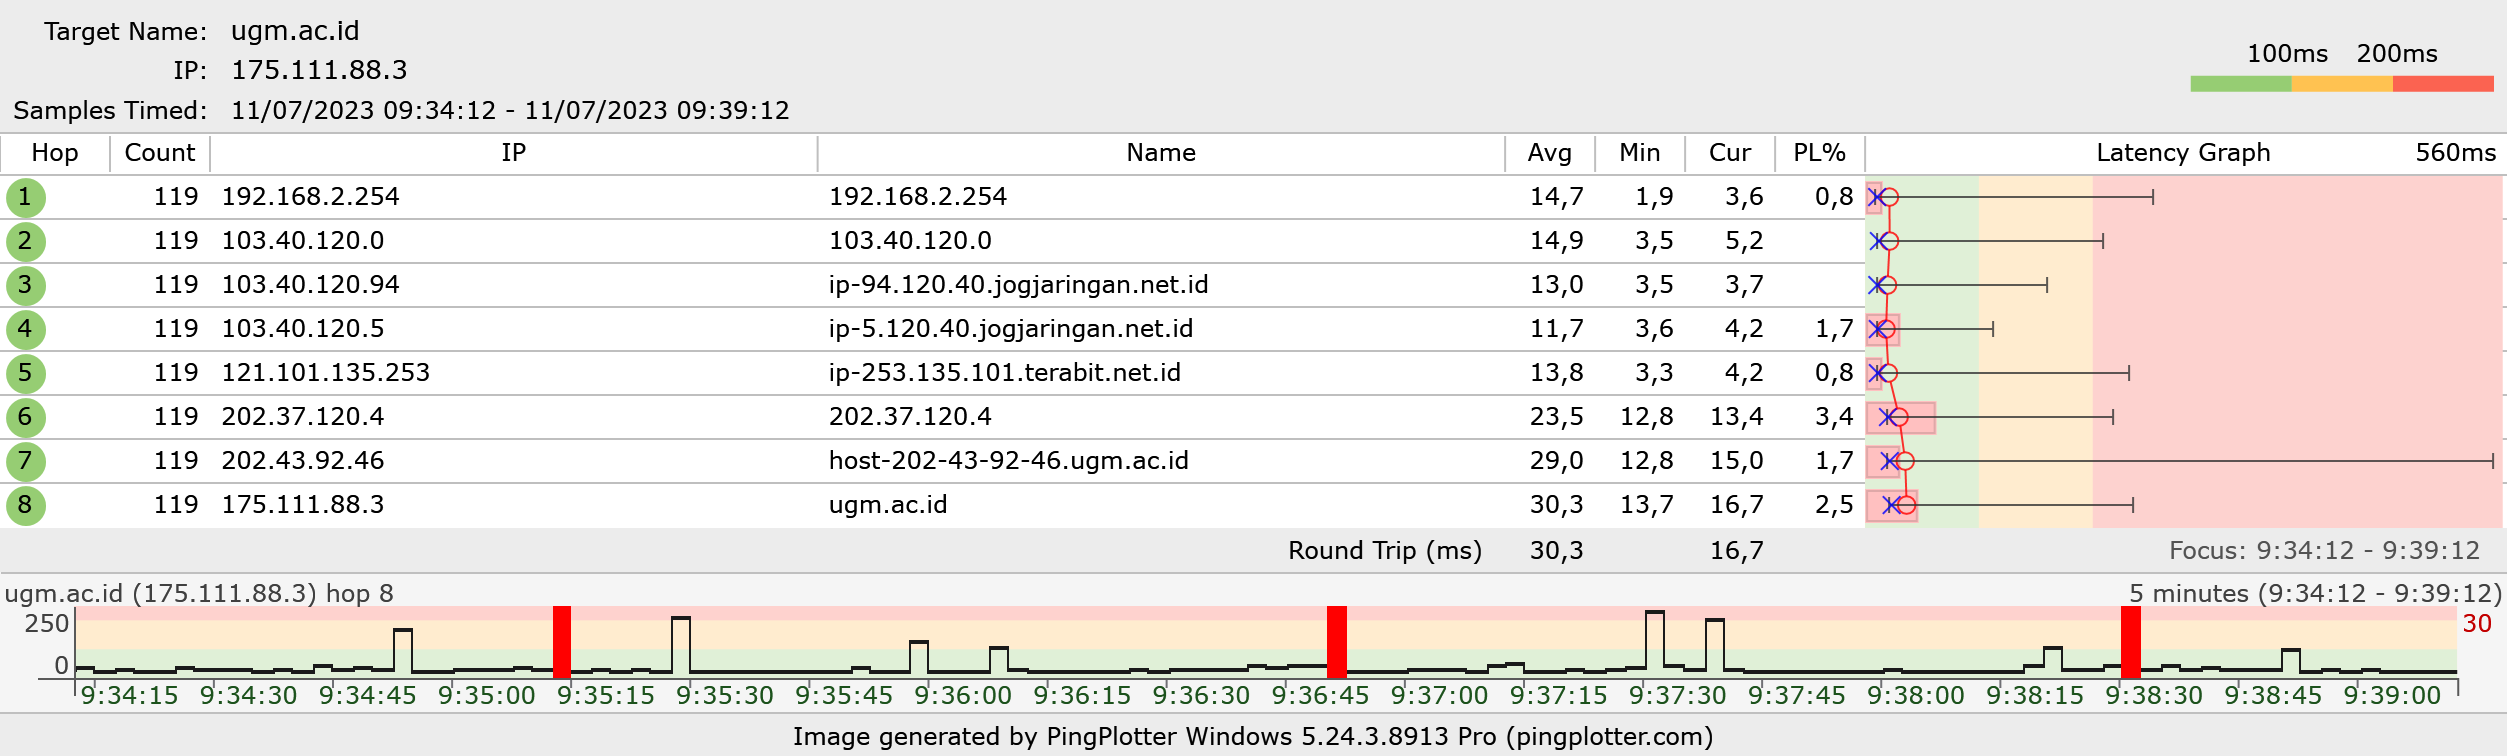 Target Name: ugm.ac.id
IP: 175.111.88.3
Samples Timed: 11/07/2023 09:34:12 - 11/07/2023 09:39:12
100ms 200ms
Hop Count IP Name Avg Min Cur PL% Latency Graph 560ms
1 119 192.168.2.254 192.168.2.254 14,7 1,9 3,6 0,8
2 119 103.40.120.0 103.40.120.0 14,9 3,5 5,2
3 119 103.40.120.94 ip-94.120.40.jogjaringan.net.id 13,0 3,5 3,7
4 119 103.40.120.5 ip-5.120.40.jogjaringan.net.id 11,7 3,6 4,2 1,7
5 119 121.101.135.253 ip-253.135.101.terabit.net.id 13,8 3,3 4,2 0,8
6 119 202.37.120.4 202.37.120.4 23,5 12,8 13,4 3,4
7 119 202.43.92.46 host-202-43-92-46.ugm.ac.id 29,0 12,8 15,0 1,7
8 119 175.111.88.3 ugm.ac.id 30,3 13,7 16,7 2,5
Round Trip (ms) 30,3 16,7 Focus: 9:34:12 - 9:39:12
ugm.ac.id (175.111.88.3) hop 8 5 minutes (9:34:12 - 9:39:12)
250 30
0
9:34:15 9:34:30 9:34:45 9:35:00 9:35:15 9:35:30 9:35:45 9:36:00 9:36:15 9:36:30 9:36:45 9:37:00 9:37:15 9:37:30 9:37:45 9:38:00 9:38:15 9:38:30 9:38:45 9:39:00
Image generated by PingPlotter Windows 5.24.3.8913 Pro (pingplotter.com)